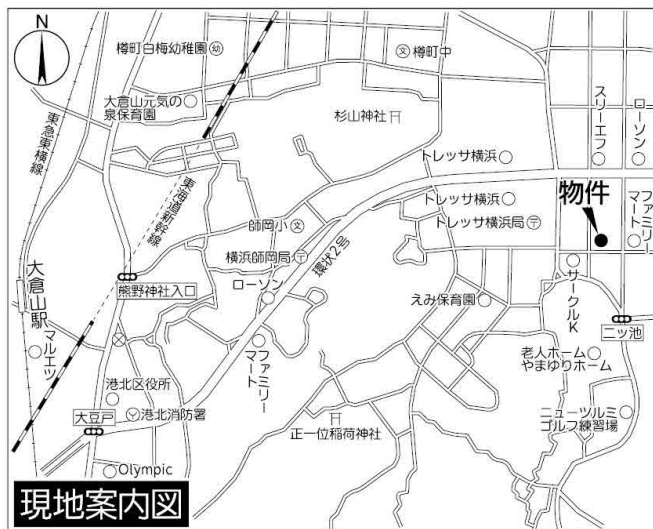 N
樽町白梅幼稚園
幼
文
樽町中
大倉山元気の
泉保育園
杉山神社
スリーエフ
ローソン
東急東横線
トレッサ横浜
東海道新幹線
トレッサ横浜
物件
ファミリーマート
師岡小
文
トレッサ横浜局
横浜師岡局
環状2号
熊野神社入口
ローソン
えみ保育園
サークルK
大倉山駅
マルエツ
ファミリーマート
二ッ池
老人ホーム
やまゆりホーム
港北区役所
大豆戸
港北消防署
正一位稲荷神社
ニューツルミ
ゴルフ練習場
Olympic
現地案内図